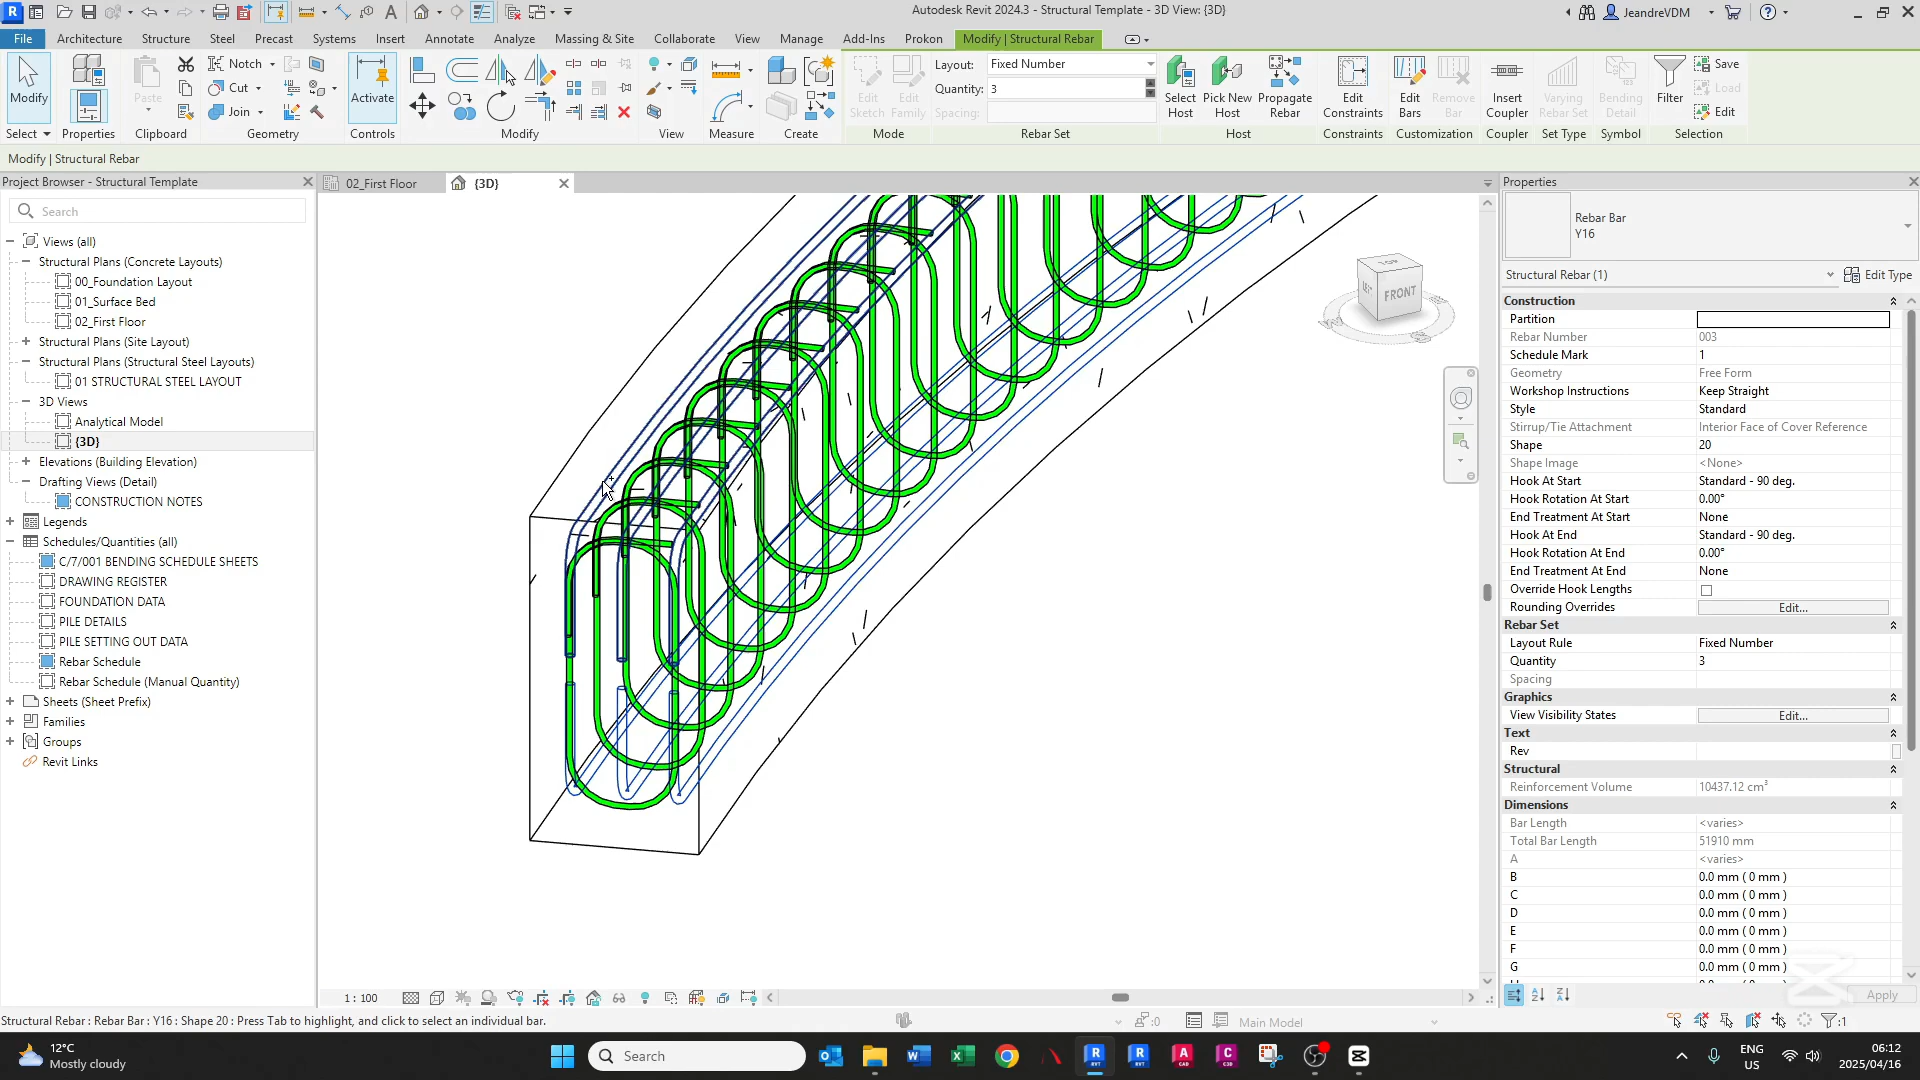 Autodesk Revit 2024.3 - Structural Template - 3D View: {3D}
JeandreVDM
File
Architecture
Structure
Steel
Precast
Systems
Insert
Annotate
Analyze
Massing & Site
Collaborate
View
Manage
Add-Ins
Prokon
Modify | Structural Rebar
Modify
Paste
Notch
Cut
Join
Activate
Edit Sketch
Edit Family
Layout: Fixed Number
Quantity: 3
Spacing:
Select Host
Pick New Host
Propagate Rebar
Edit Constraints
Edit Bars
Remove Bar
Insert Coupler
Varying Rebar Set
Bending Detail
Filter
Save
Load
Edit
Select
Properties
Clipboard
Geometry
Controls
Modify
View
Measure
Create
Mode
Rebar Set
Host
Constraints
Customization
Coupler
Set Type
Symbol
Selection
Modify | Structural Rebar
Project Browser - Structural Template
Search
Views (all)
Structural Plans (Concrete Layouts)
00_Foundation Layout
01_Surface Bed
02_First Floor
Structural Plans (Site Layout)
Structural Plans (Structural Steel Layouts)
01 STRUCTURAL STEEL LAYOUT
3D Views
Analytical Model
{3D}
Elevations (Building Elevation)
Drafting Views (Detail)
CONSTRUCTION NOTES
Legends
Schedules/Quantities (all)
C/7/001 BENDING SCHEDULE SHEETS
DRAWING REGISTER
FOUNDATION DATA
PILE DETAILS
PILE SETTING OUT DATA
Rebar Schedule
Rebar Schedule (Manual Quantity)
Sheets (Sheet Prefix)
Families
Groups
Revit Links
02_First Floor
{3D}
TOP
LEFT
FRONT
1 : 100
Properties
Rebar Bar
Y16
Structural Rebar (1)
Edit Type
Construction
Partition
Rebar Number 003
Schedule Mark 1
Geometry Free Form
Workshop Instructions Keep Straight
Style Standard
Stirrup/Tie Attachment Interior Face of Cover Reference
Shape 20
Shape Image <None>
Hook At Start Standard - 90 deg.
Hook Rotation At Start 0.00°
End Treatment At Start None
Hook At End Standard - 90 deg.
Hook Rotation At End 0.00°
End Treatment At End None
Override Hook Lengths
Rounding Overrides Edit...
Rebar Set
Layout Rule Fixed Number
Quantity 3
Spacing
Graphics
View Visibility States Edit...
Text
Rev
Structural
Reinforcement Volume 10437.12 cm³
Dimensions
Bar Length <varies>
Total Bar Length 51910 mm
A <varies>
B 0.0 mm ( 0 mm )
C 0.0 mm ( 0 mm )
D 0.0 mm ( 0 mm )
E 0.0 mm ( 0 mm )
F 0.0 mm ( 0 mm )
G 0.0 mm ( 0 mm )
Apply
Structural Rebar : Rebar Bar : Y16 : Shape 20 : Press Tab to highlight, and click to select an individual bar.
:0
Main Model
:1
12°C
Mostly cloudy
Search
ENG
US
06:12
2025/04/16